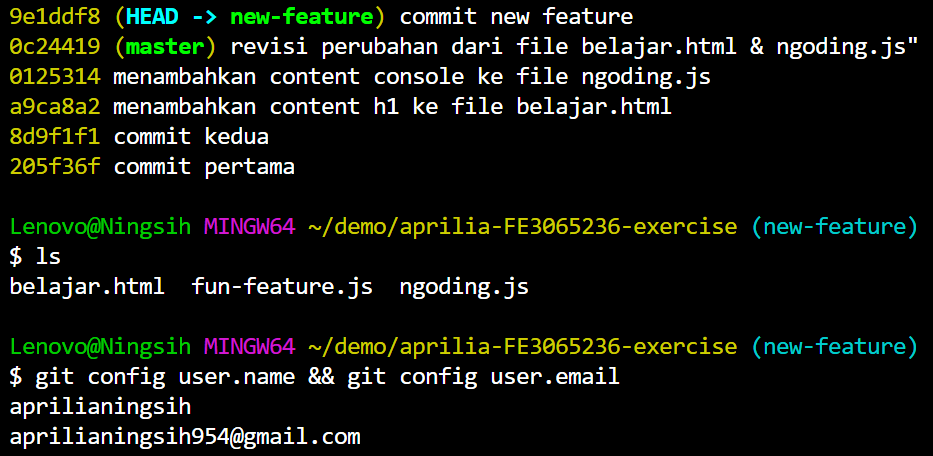 9e1ddf8 (HEAD -> new-feature) commit new feature
0c24419 (master) revisi perubahan dari file belajar.html & ngoding.js"
0125314 menambahkan content console ke file ngoding.js
a9ca8a2 menambahkan content h1 ke file belajar.html
8d9f1f1 commit kedua
205f36f commit pertama
Lenovo@Ningsih MINGW64 ~/demo/aprilia-FE3065236-exercise (new-feature)
$ ls
belajar.html  fun-feature.js  ngoding.js
Lenovo@Ningsih MINGW64 ~/demo/aprilia-FE3065236-exercise (new-feature)
$ git config user.name && git config user.email
aprilianingsih
aprilianingsih954@gmail.com